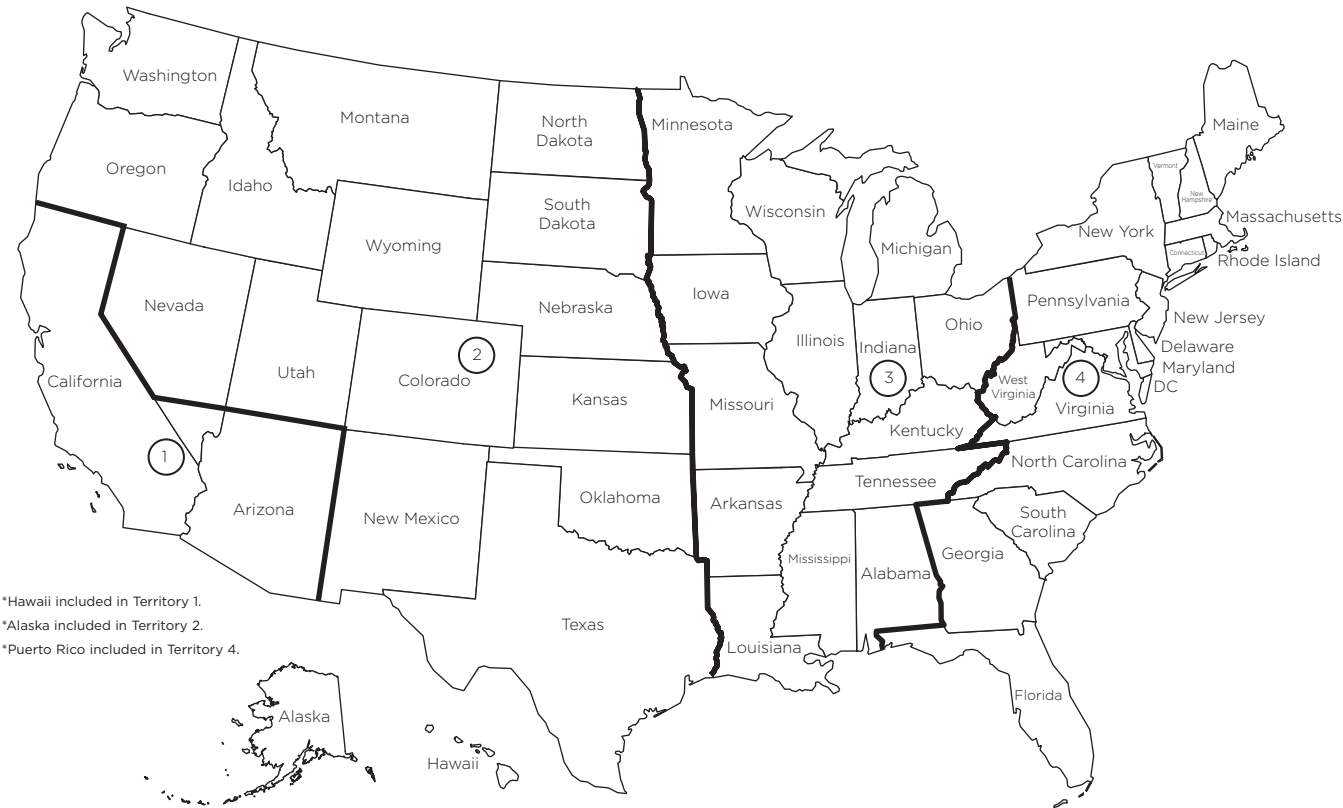 Washington
Montana
North
Dakota
Minnesota
Maine
Oregon
Idaho
Vermont
New
Hampshire
South
Dakota
Wisconsin
Massachusetts
Wyoming
Michigan
New York
Connecticut
Rhode Island
Nevada
Nebraska
Iowa
Pennsylvania
New Jersey
Ohio
Illinois
Indiana
Delaware
Maryland
DC
California
Utah
Colorado
2
Kansas
Missouri
3
West
Virginia
4
Virginia
Kentucky
1
North Carolina
Tennessee
Arizona
New Mexico
Oklahoma
Arkansas
South
Carolina
Mississippi
Alabama
Georgia
*Hawaii included in Territory 1.
*Alaska included in Territory 2.
*Puerto Rico included in Territory 4.
Texas
Louisiana
Florida
Alaska
Hawaii